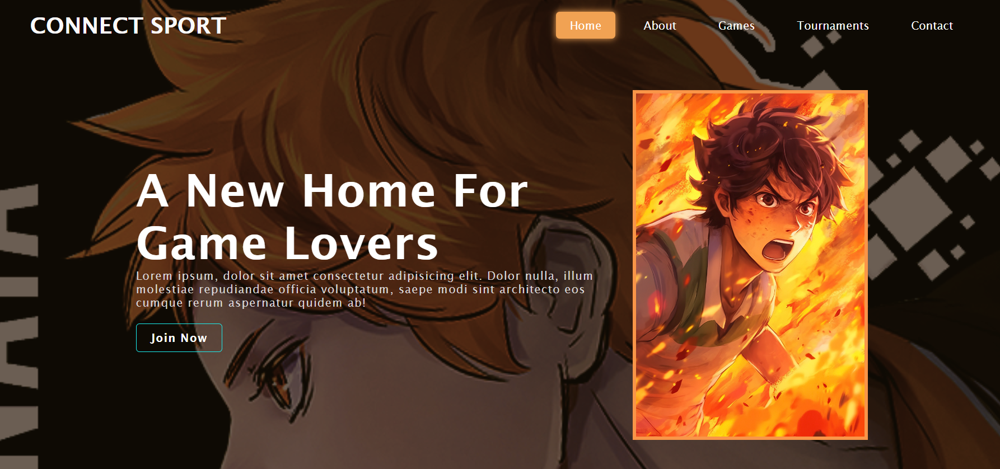 CONNECT SPORT
Home
About
Games
Tournaments
Contact
A New Home For
Game Lovers
Lorem ipsum, dolor sit amet consectetur adipisicing elit. Dolor nulla, illum
molestiae repudiandae officia voluptatum, saepe modi sint architecto eos
cumque rerum aspernatur quidem ab!
Join Now